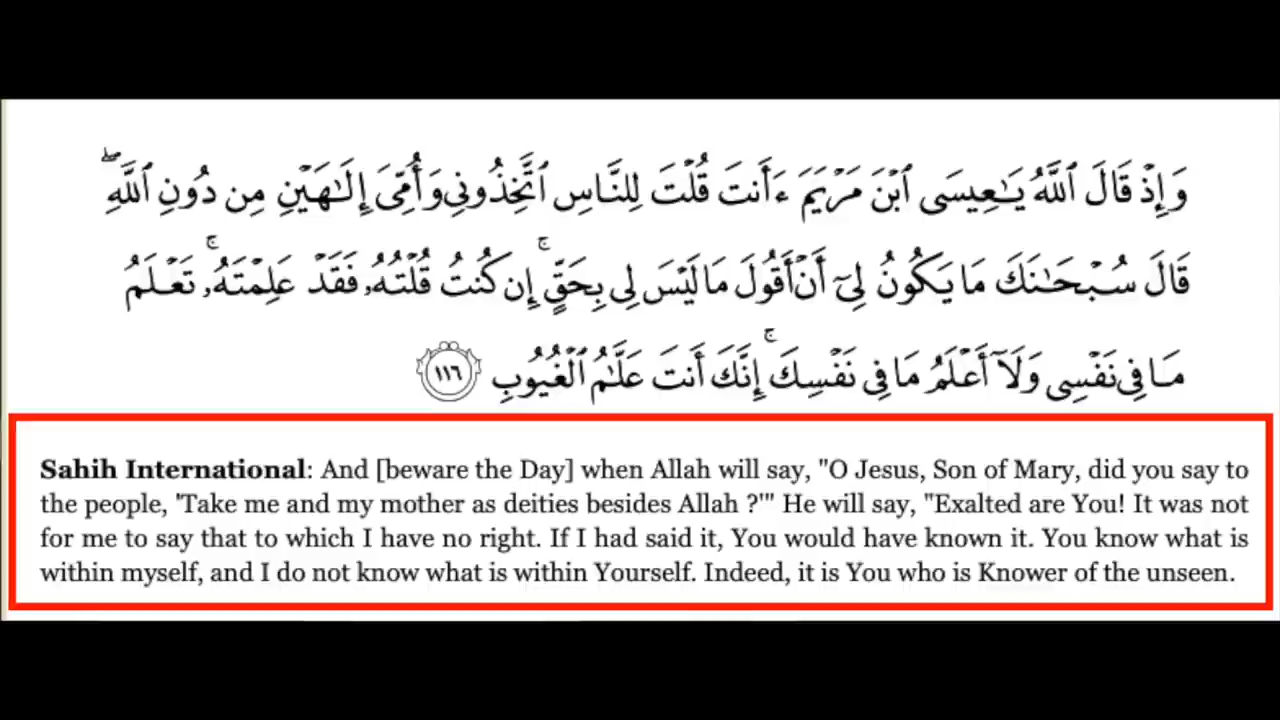 وَإِذْ قَالَ ٱللَّهُ يَـٰعِيسَى ٱبْنَ مَرْيَمَ ءَأَنتَ قُلْتَ لِلنَّاسِ ٱتَّخِذُونِى وَأُمِّىَ إِلَـٰهَيْنِ مِن دُونِ ٱللَّهِ ۖ
قَالَ سُبْحَـٰنَكَ مَا يَكُونُ لِىٓ أَنْ أَقُولَ مَا لَيْسَ لِى بِحَقٍّ ۚ إِن كُنتُ قُلْتُهُۥ فَقَدْ عَلِمْتَهُۥ ۚ تَعْلَمُ
مَا فِى نَفْسِى وَلَآ أَعْلَمُ مَا فِى نَفْسِكَ ۚ إِنَّكَ أَنتَ عَلَّـٰمُ ٱلْغُيُوبِ ١١٦
Sahih International: And [beware the Day] when Allah will say, "O Jesus, Son of Mary, did you say to
the people, 'Take me and my mother as deities besides Allah ?'" He will say, "Exalted are You! It was not
for me to say that to which I have no right. If I had said it, You would have known it. You know what is
within myself, and I do not know what is within Yourself. Indeed, it is You who is Knower of the unseen.